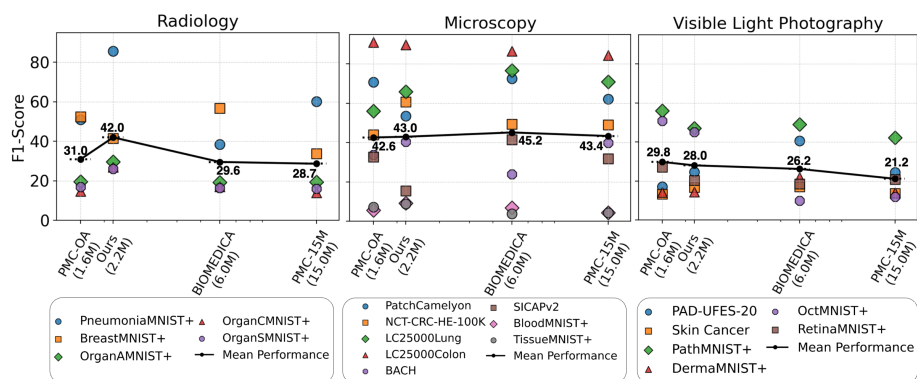 Radiology
Microscopy
Visible Light Photography
F1-Score
80
60
40
20
0
31.0
42.0
29.6
28.7
42.6
43.0
45.2
43.4
29.8
28.0
26.2
21.2
PMC-OA
(1.6M)
Ours
(2.2M)
BIOMEDICA
(6.0M)
PMC-15M
(15.0M)
PMC-OA
(1.6M)
Ours
(2.2M)
BIOMEDICA
(6.0M)
PMC-15M
(15.0M)
PMC-OA
(1.6M)
Ours
(2.2M)
BIOMEDICA
(6.0M)
PMC-15M
(15.0M)
PneumoniaMNIST+
BreastMNIST+
OrganAMNIST+
OrganCMNIST+
OrganSMNIST+
Mean Performance
PatchCamelyon
NCT-CRC-HE-100K
LC25000Lung
LC25000Colon
BACH
SICAPv2
BloodMNIST+
TissueMNIST+
Mean Performance
PAD-UFES-20
Skin Cancer
PathMNIST+
DermaMNIST+
OctMNIST+
RetinaMNIST+
Mean Performance